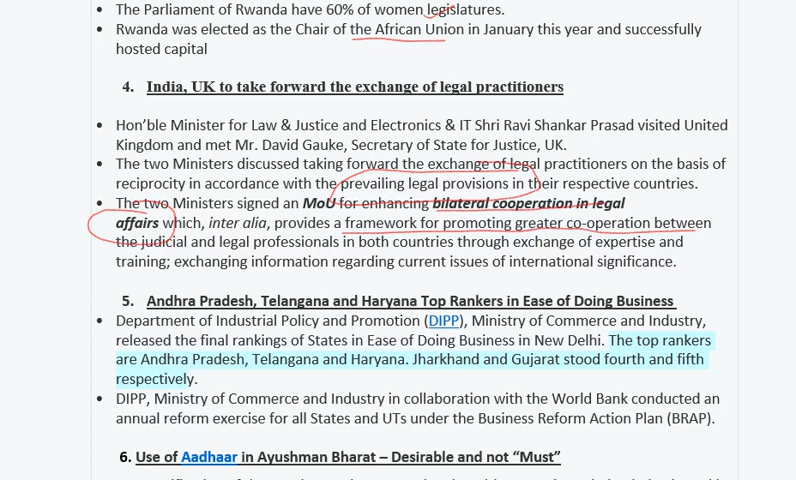 • The Parliament of Rwanda have 60% of women legislatures.
• Rwanda was elected as the Chair of the African Union in January this year and successfully
hosted capital
4. India, UK to take forward the exchange of legal practitioners
• Hon'ble Minister for Law & Justice and Electronics & IT Shri Ravi Shankar Prasad visited United
Kingdom and met Mr. David Gauke, Secretary of State for Justice, UK.
• The two Ministers discussed taking forward the exchange of legal practitioners on the basis of
reciprocity in accordance with the prevailing legal provisions in their respective countries.
• The two Ministers signed an MoU for enhancing bilateral cooperation in legal
affairs which, inter alia, provides a framework for promoting greater co-operation between
the judicial and legal professionals in both countries through exchange of expertise and
training; exchanging information regarding current issues of international significance.
5. Andhra Pradesh, Telangana and Haryana Top Rankers in Ease of Doing Business
• Department of Industrial Policy and Promotion (DIPP), Ministry of Commerce and Industry,
released the final rankings of States in Ease of Doing Business in New Delhi. The top rankers
are Andhra Pradesh, Telangana and Haryana. Jharkhand and Gujarat stood fourth and fifth
respectively.
• DIPP, Ministry of Commerce and Industry in collaboration with the World Bank conducted an
annual reform exercise for all States and UTs under the Business Reform Action Plan (BRAP).
6. Use of Aadhaar in Ayushman Bharat – Desirable and not “Must”